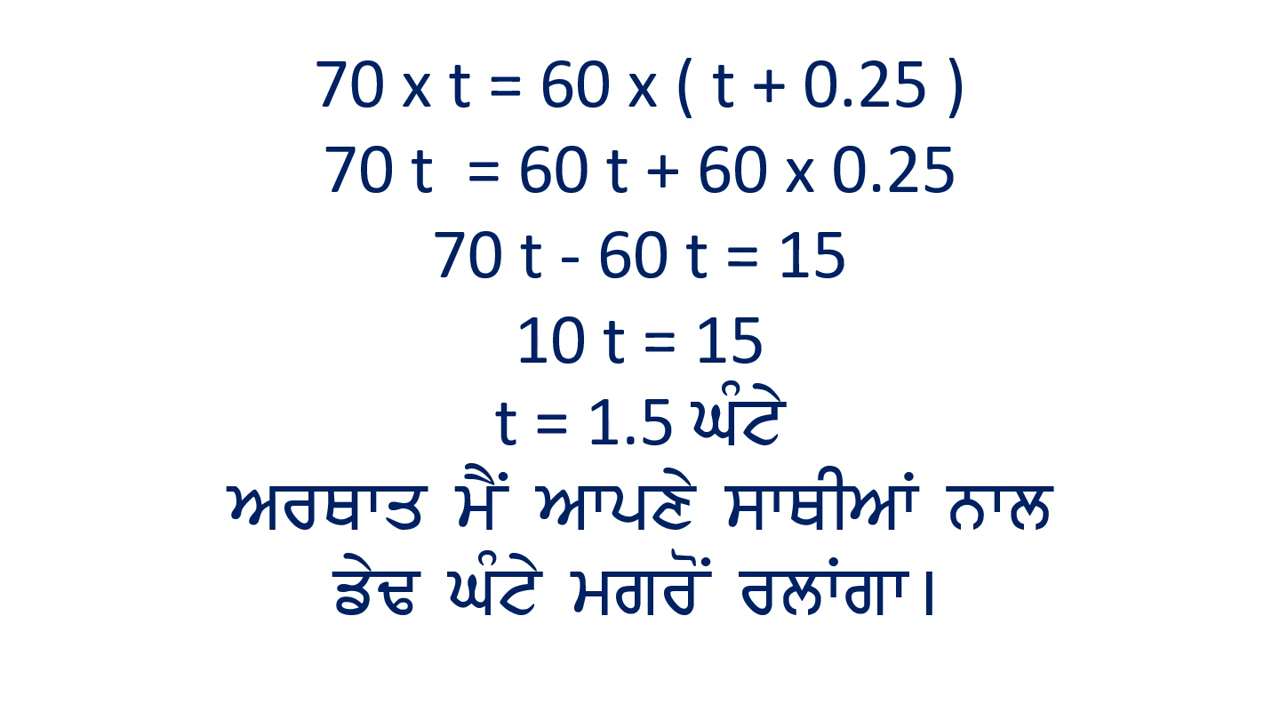 70 x t = 60 x ( t + 0.25 )
70 t = 60 t + 60 x 0.25
70 t - 60 t = 15
10 t = 15
t = 1.5 ਘੰਟੇ
ਅਰਥਾਤ ਮੈਂ ਆਪਣੇ ਸਾਥੀਆਂ ਨਾਲ
ਡੇਢ ਘੰਟੇ ਮਗਰੋਂ ਰਲਾਂਗਾ।